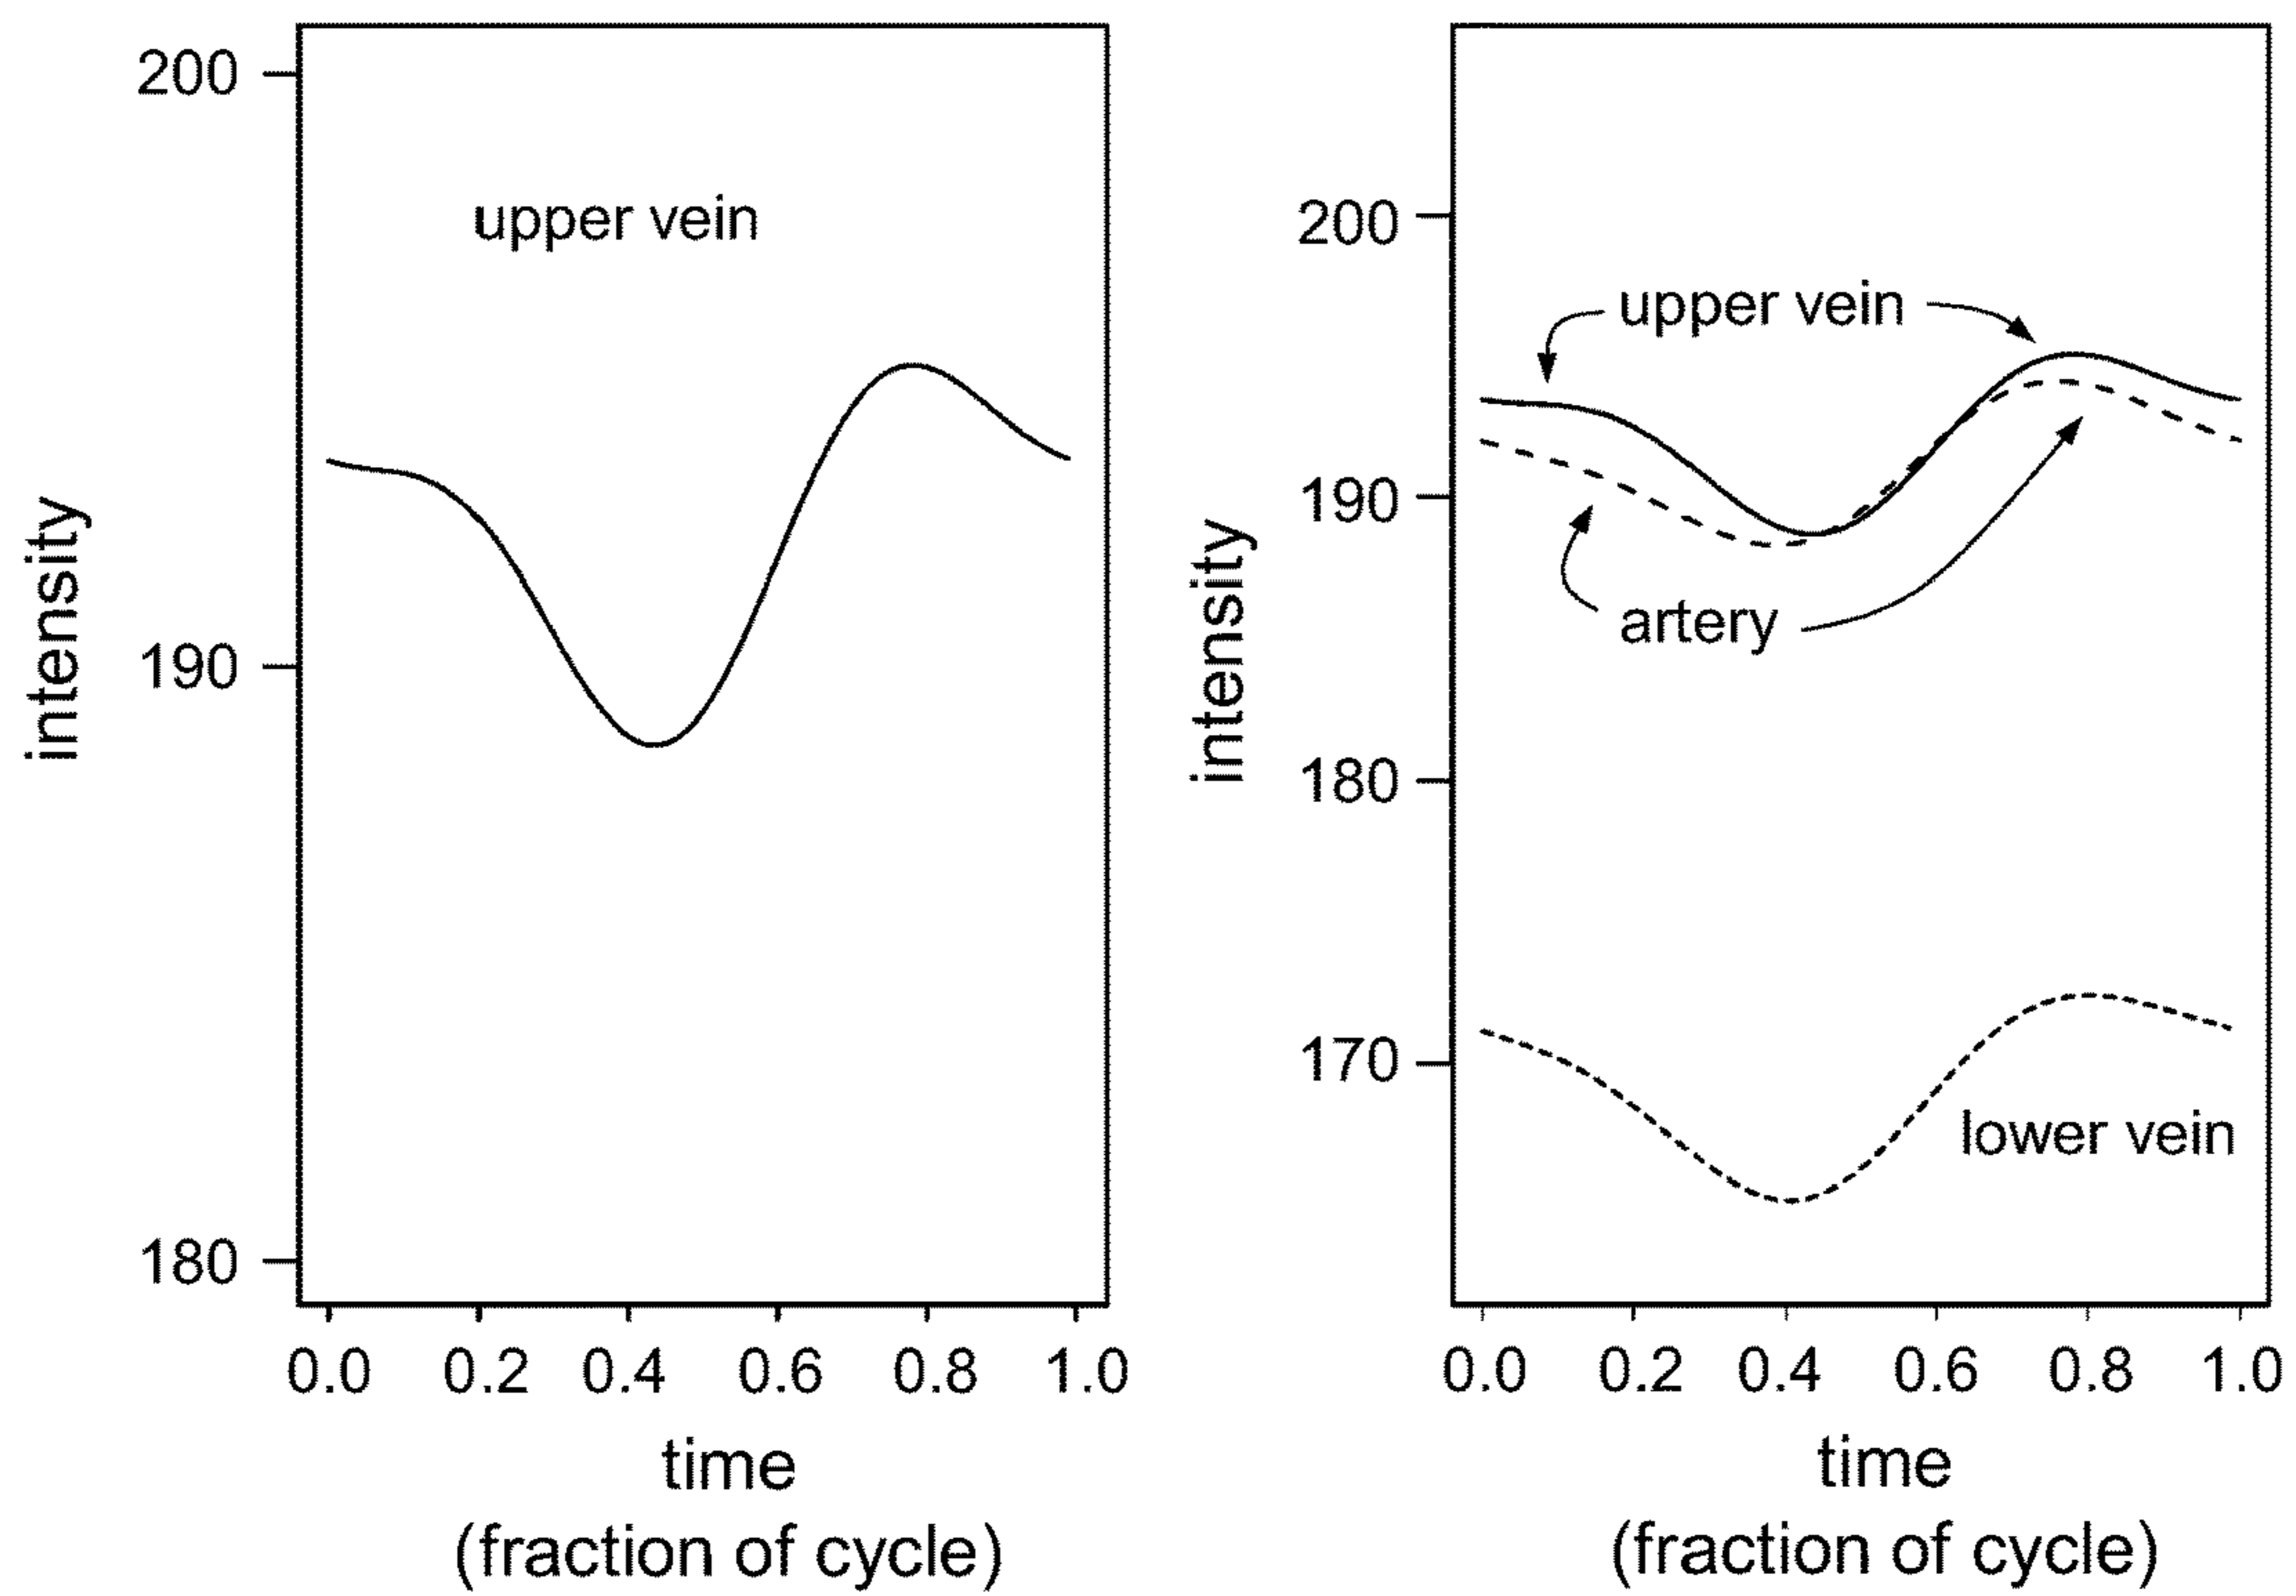 200
upper vein
190
180
intensity
0.0 0.2 0.4 0.6 0.8 1.0
time
(fraction of cycle)
200
upper vein
190
artery
180
170
lower vein
intensity
0.0 0.2 0.4 0.6 0.8 1.0
time
(fraction of cycle)